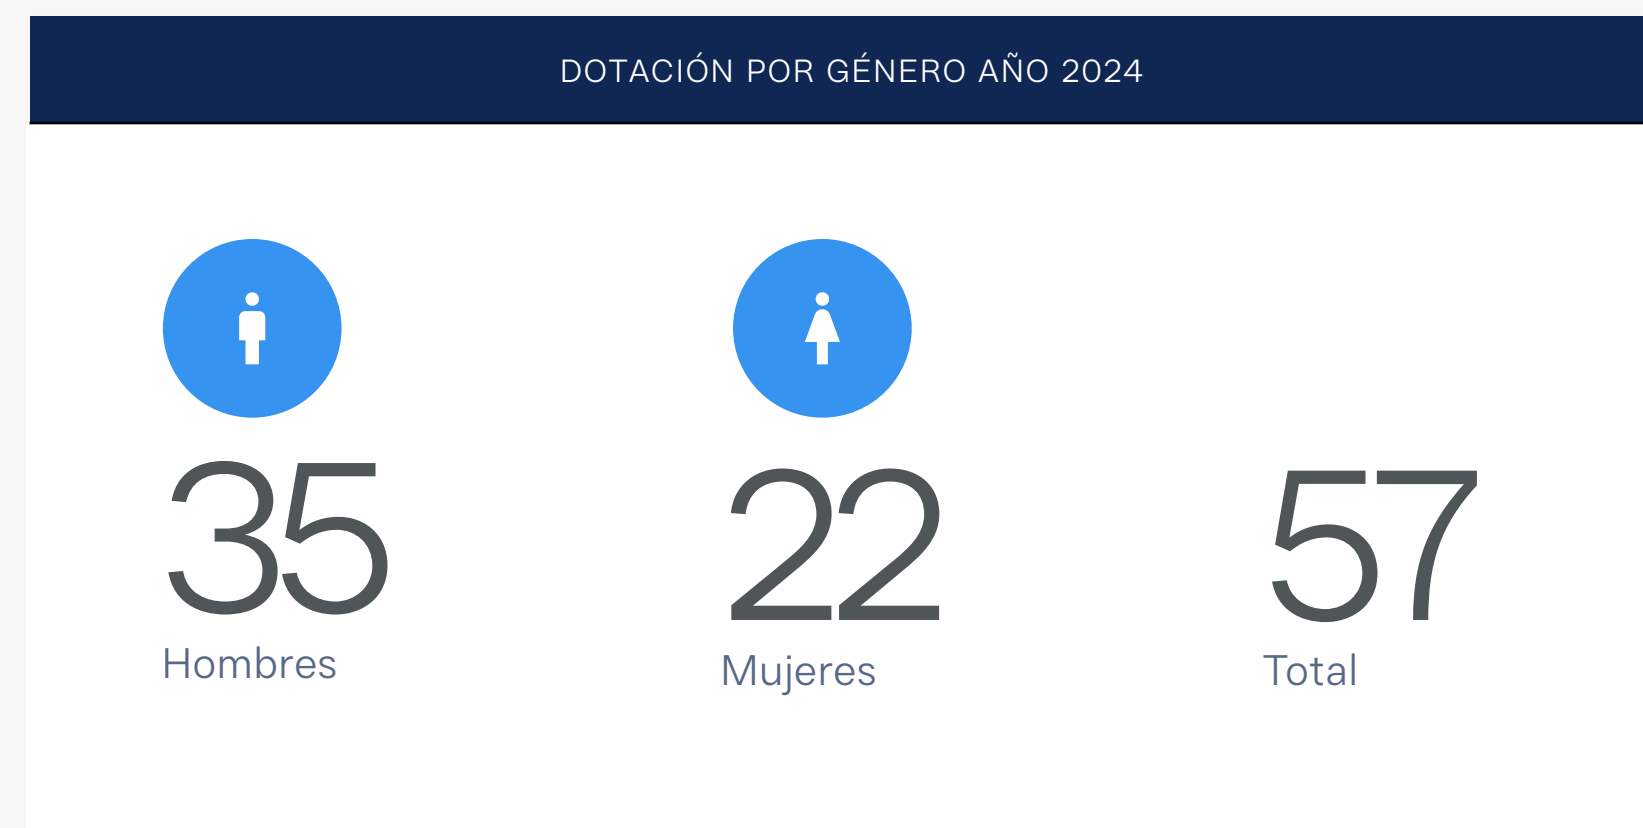 DOTACIÓN POR GÉNERO AÑO 2024
35
Hombres
22
Mujeres
57
Total